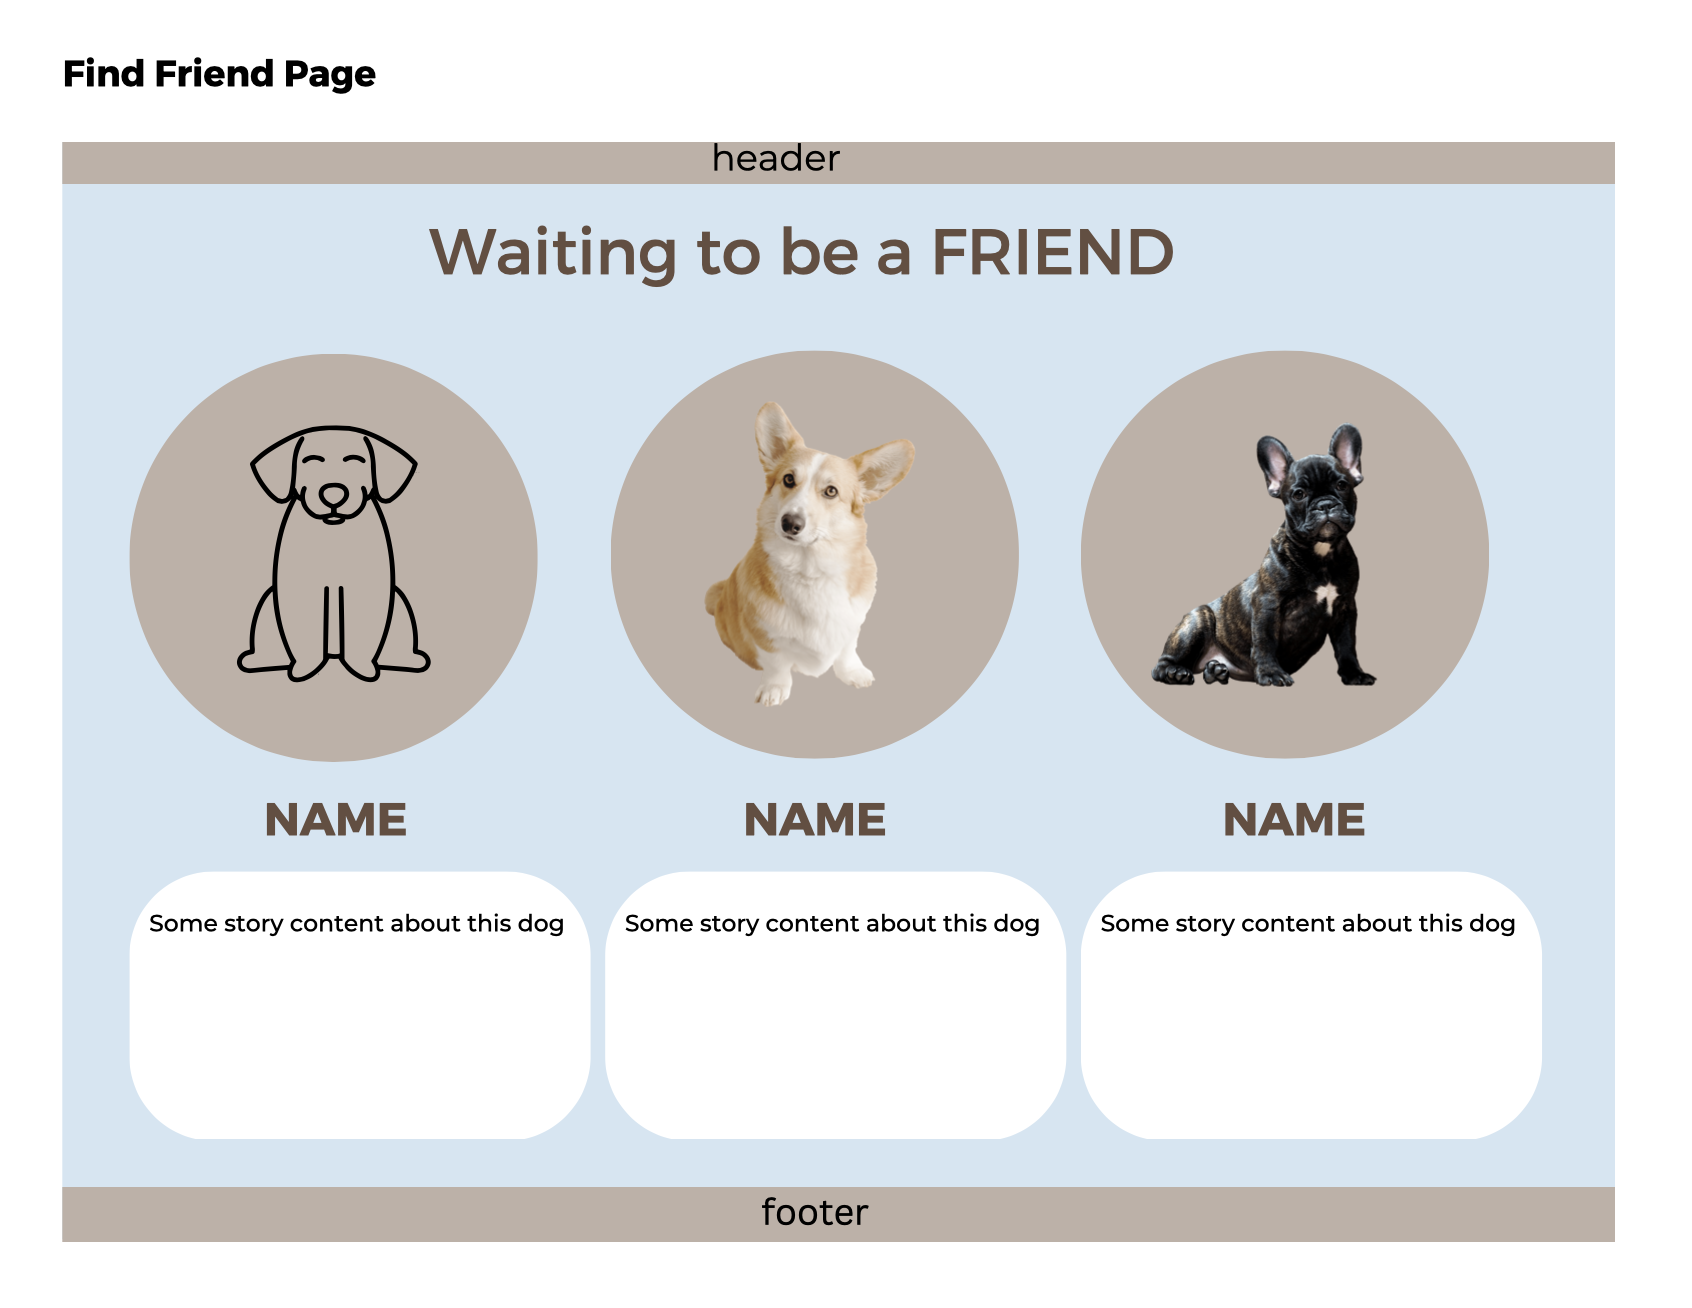 Find Friend Page
header
Waiting to be a FRIEND
NAME
NAME
NAME
Some story content about this dog
Some story content about this dog
Some story content about this dog
footer